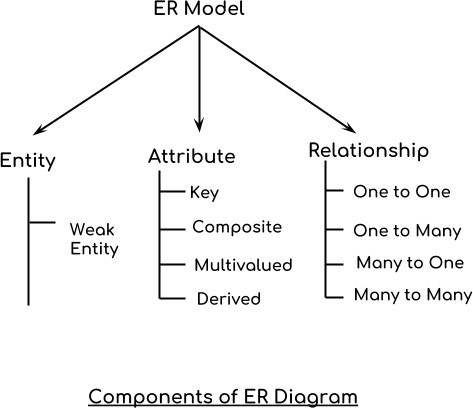 ER Model
Entity
Weak
Entity
Attribute
Key
Composite
Multivalued
Derived
Relationship
One to One
One to Many
Many to One
Many to Many
Components of ER Diagram